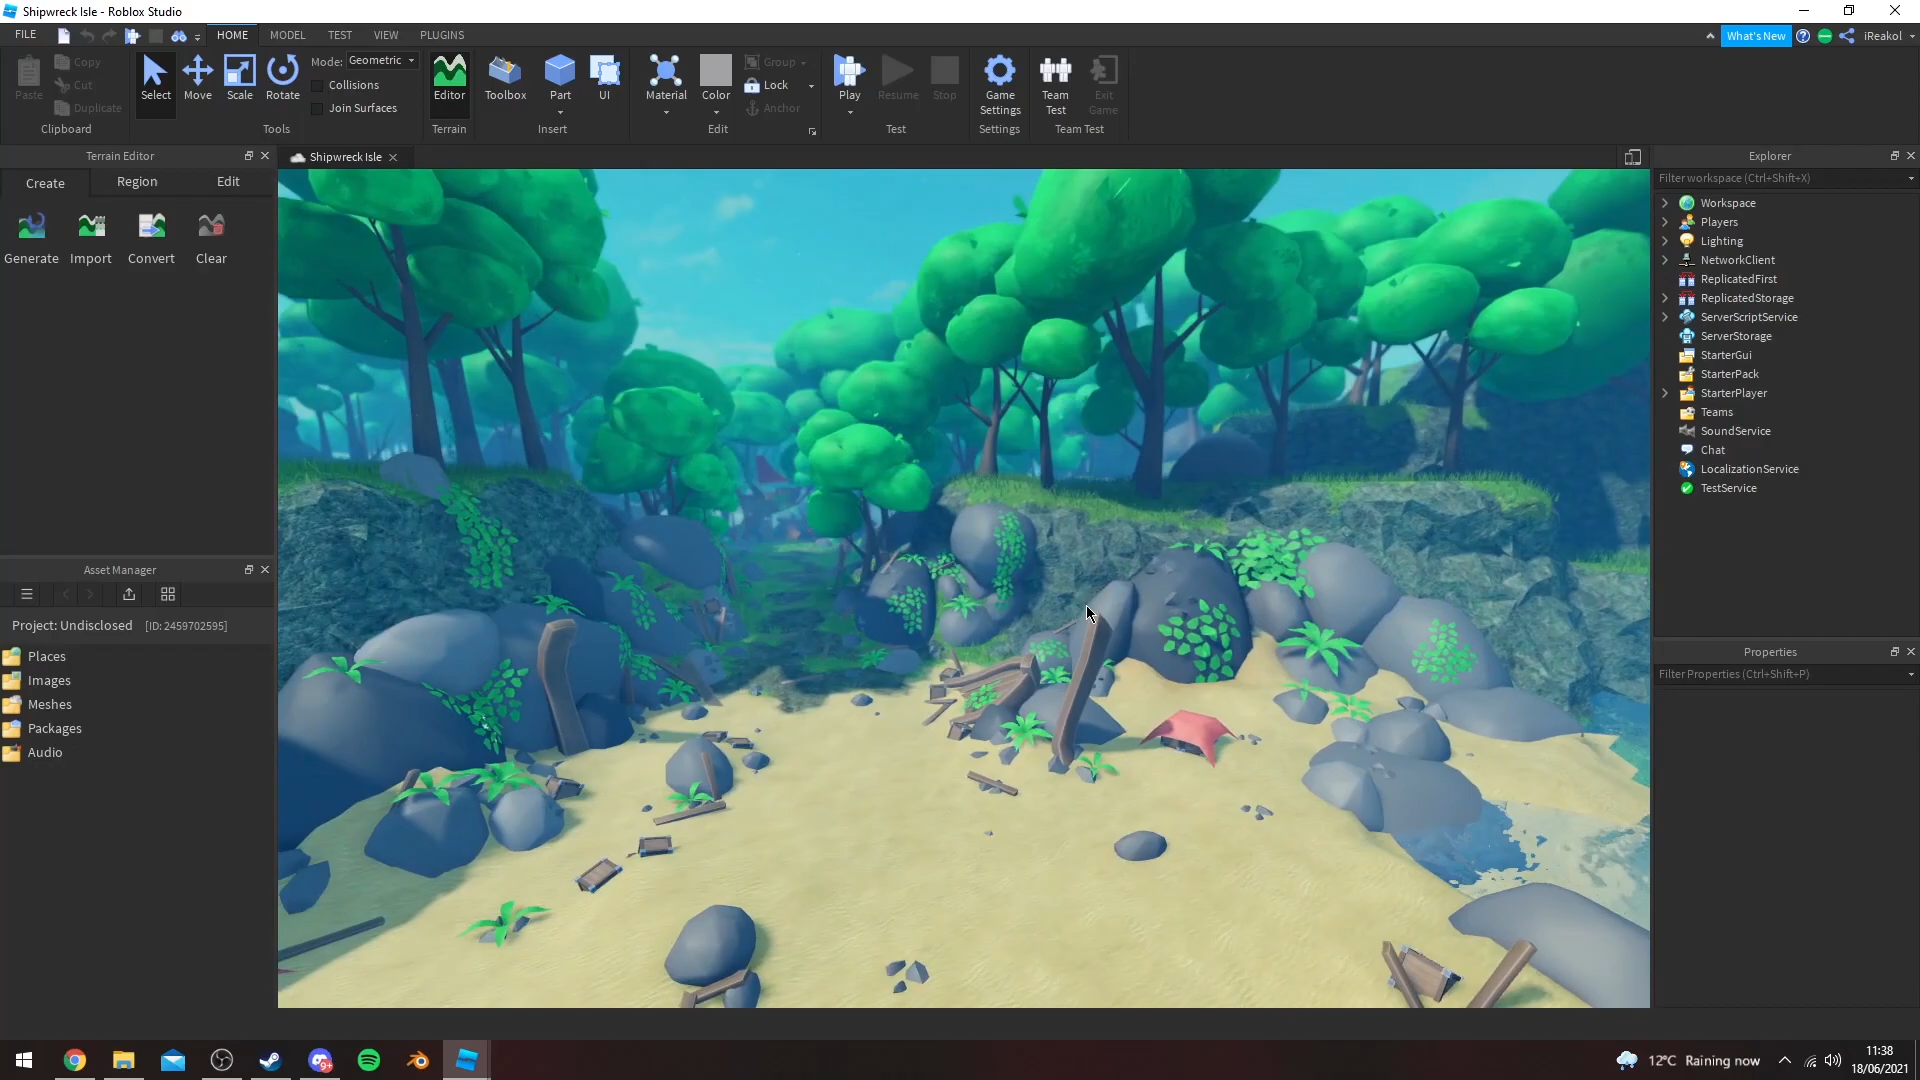 Shipwreck Isle - Roblox Studio
FILE
HOME
MODEL
TEST
VIEW
PLUGINS
What's New
iReakol
Paste
Copy
Cut
Duplicate
Clipboard
Select
Move
Scale
Rotate
Mode: Geometric
Collisions
Join Surfaces
Tools
Editor
Terrain
Toolbox
Part
UI
Insert
Material
Color
Group
Lock
Anchor
Edit
Play
Resume
Stop
Test
Game
Settings
Settings
Team
Test
Exit
Game
Team Test
Terrain Editor
Create
Region
Edit
Generate
Import
Convert
Clear
Shipwreck Isle
Asset Manager
Project: Undisclosed [ID: 2459702595]
Places
Images
Meshes
Packages
Audio
Explorer
Filter workspace (Ctrl+Shift+X)
Workspace
Players
Lighting
NetworkClient
ReplicatedFirst
ReplicatedStorage
ServerScriptService
ServerStorage
StarterGui
StarterPack
StarterPlayer
Teams
SoundService
Chat
LocalizationService
TestService
Properties
Filter Properties (Ctrl+Shift+P)
9+
12°C Raining now
11:38
18/06/2021